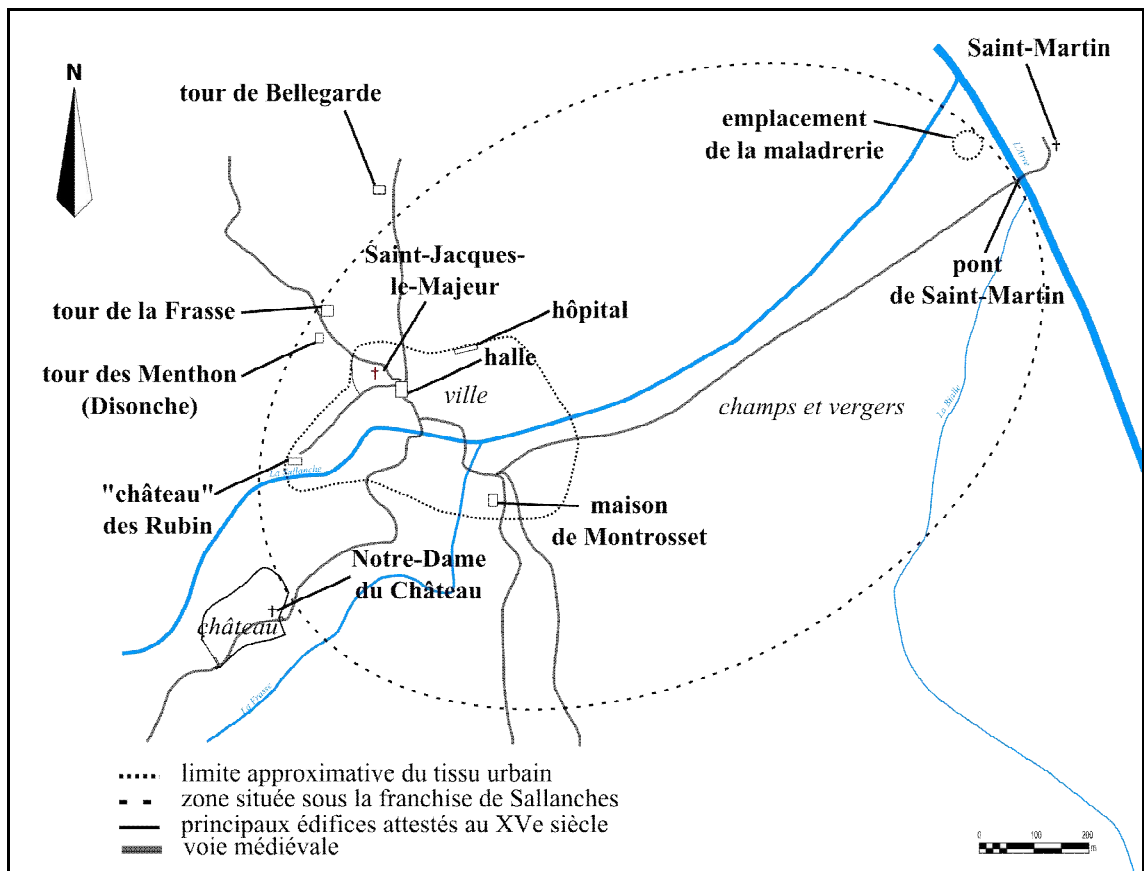 N
tour de Bellegarde
Saint-Martin
emplacement
de la maladrerie
L'Arve
Saint-Jacques-
le-Majeur
pont
de Saint-Martin
tour de la Frasse
hôpital
halle
tour des Menthon
(Disonche)
ville
champs et vergers
La Bialle
La Sallanche
"château"
des Rubin
maison
de Montrosset
Notre-Dame
du Château
château
La Frasse
limite approximative du tissu urbain
zone située sous la franchise de Sallanches
principaux édifices attestés au XVe siècle
voie médiévale
0 100 200
m